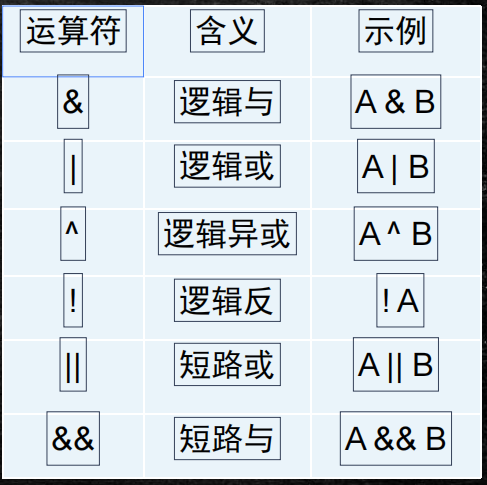 运算符 含义 示例
& 逻辑与 A & B
| 逻辑或 A | B
^ 逻辑异或 A ^ B
! 逻辑反 ! A
|| 短路或 A || B
&& 短路与 A && B